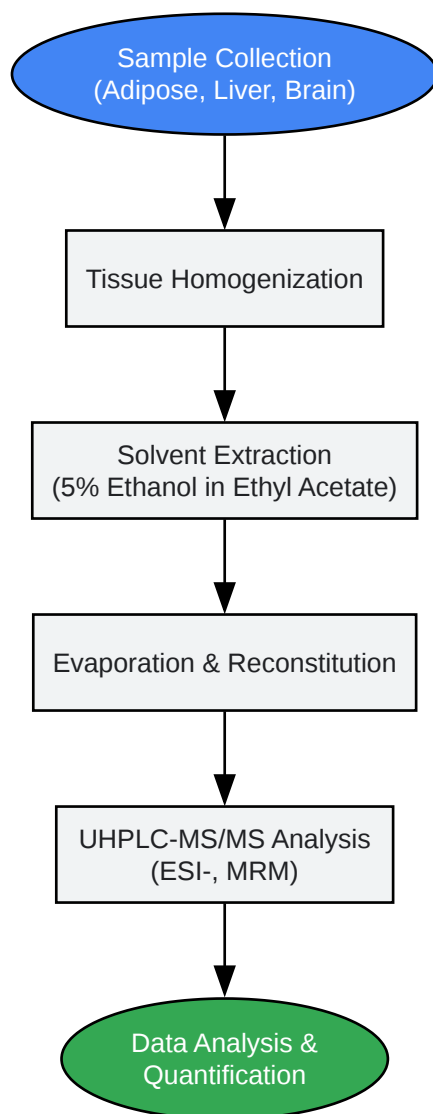 Sample Collection
(Adipose, Liver, Brain)
Tissue Homogenization
Solvent Extraction
(5% Ethanol in Ethyl Acetate)
Evaporation & Reconstitution
UHPLC-MS/MS Analysis
(ESI-, MRM)
Data Analysis &
Quantification